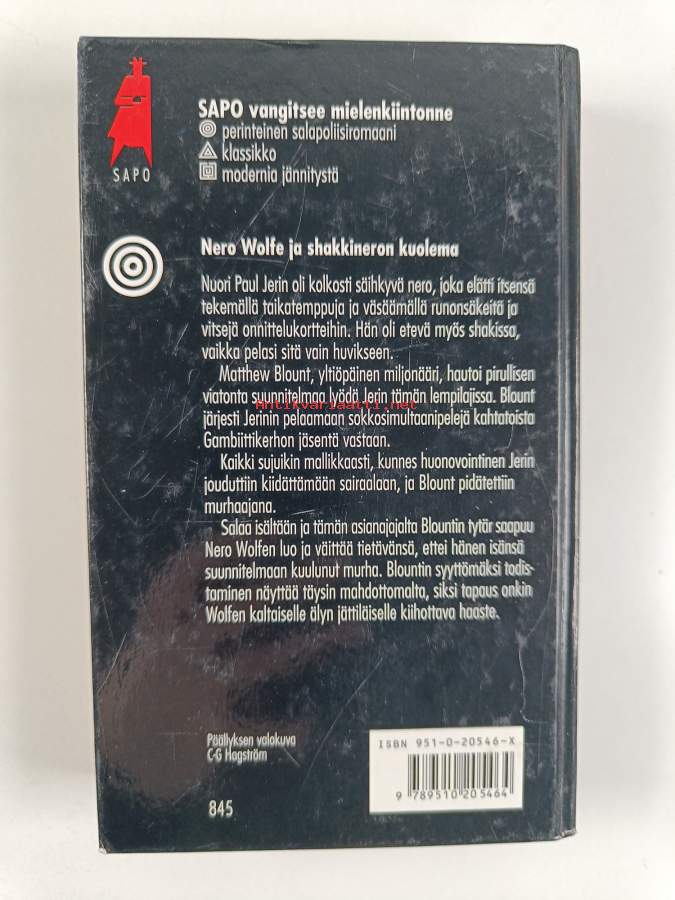 SAPO
SAPO vangitsee mielenkiintonne
perinteinen salapoliisiromaani
klassikko
modernia jännitystä
Nero Wolfe ja shakkineron kuolema
Nuori Paul Jerin oli kolkosti säihkyvä nero, joka elätti itsensä
tekemällä taikatemppuja ja väsäämällä runonsäkeitä ja
vitsejä onnittelukortteihin. Hän oli etevä myös shakissa,
vaikka pelasi sitä vain huvikseen.
Matthew Blount, yltiöpäinen miljonääri, hautoi pirullisen
viatonta suunnitelmaa lyödä Jerin tämän lempilajissa. Blount
Antikvariaatti.net
järjesti Jerinin pelaamaan sokkosimultaanipelejä kahtatoista
Gambiittikerhon jäsentä vastaan.
Kaikki sujuikin mallikkaasti, kunnes huonovointinen Jerin
jouduttiin kiidättämään sairaalaan, ja Blount pidätettiin
murhaajana.
Salaa isältään ja tämän asianajajalta Blountin tytär saapuu
Nero Wolfen luo ja väittää tietävänsä, ettei hänen isänsä
suunnitelmaan kuulunut murha. Blountin syyttömäksi todis-
taminen näyttää täysin mahdottomalta, siksi tapaus onkin
Wolfen kaltaiselle älyn jättiläiselle kiihottava haaste.
Päällyksen valokuva
C-G Hagström
845
ISBN 951-0-20546-X
9 789510 205464